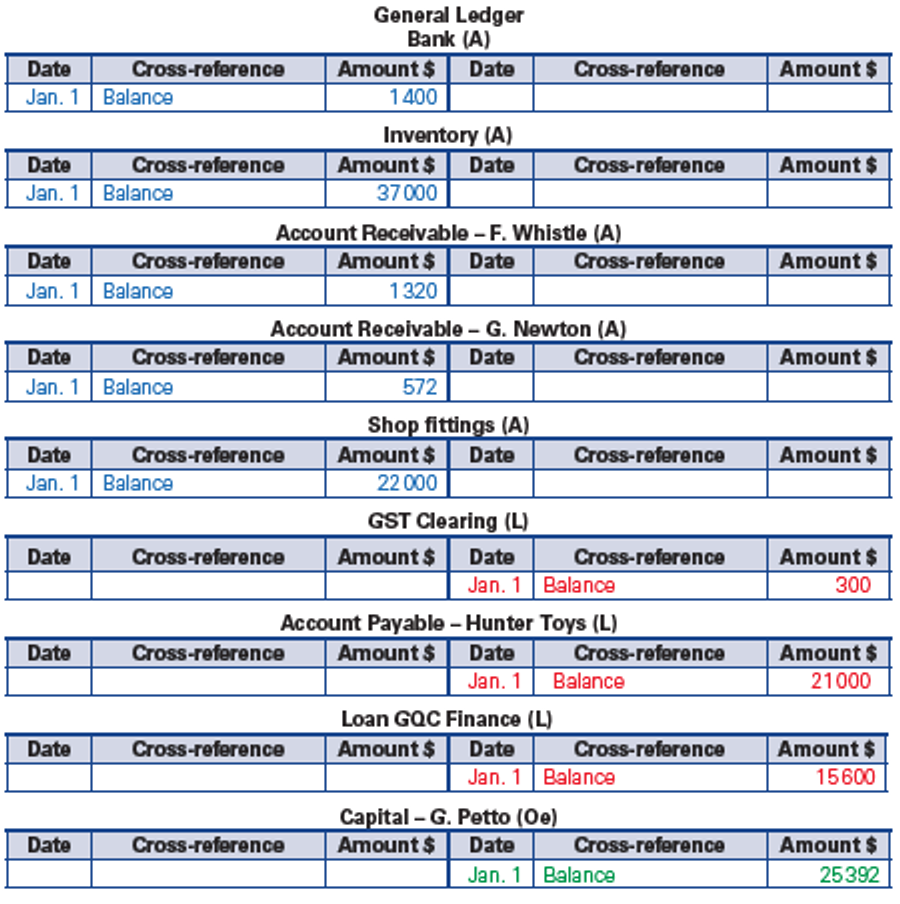 General Ledger
Bank (A)
Date Cross-reference Amount $ Date Cross-reference Amount $
Jan. 1 Balance 1400
Inventory (A)
Date Cross-reference Amount $ Date Cross-reference Amount $
Jan. 1 Balance 37000
Account Receivable – F. Whistle (A)
Date Cross-reference Amount $ Date Cross-reference Amount $
Jan. 1 Balance 1320
Account Receivable – G. Newton (A)
Date Cross-reference Amount $ Date Cross-reference Amount $
Jan. 1 Balance 572
Shop fittings (A)
Date Cross-reference Amount $ Date Cross-reference Amount $
Jan. 1 Balance 22000
GST Clearing (L)
Date Cross-reference Amount $ Date Cross-reference Amount $
Jan. 1 Balance 300
Account Payable – Hunter Toys (L)
Date Cross-reference Amount $ Date Cross-reference Amount $
Jan. 1 Balance 21000
Loan GQC Finance (L)
Date Cross-reference Amount $ Date Cross-reference Amount $
Jan. 1 Balance 15600
Capital – G. Petto (Oe)
Date Cross-reference Amount $ Date Cross-reference Amount $
Jan. 1 Balance 25392